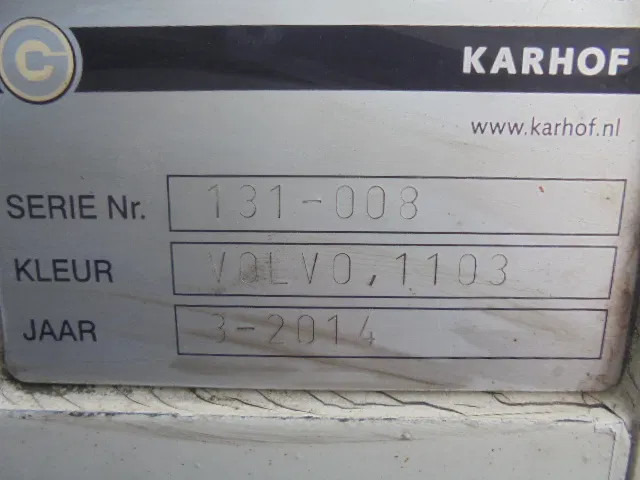 KARHOF
www.karhof.nl
SERIE Nr. 131-008
KLEUR VOLVO,1103
JAAR 3-2014